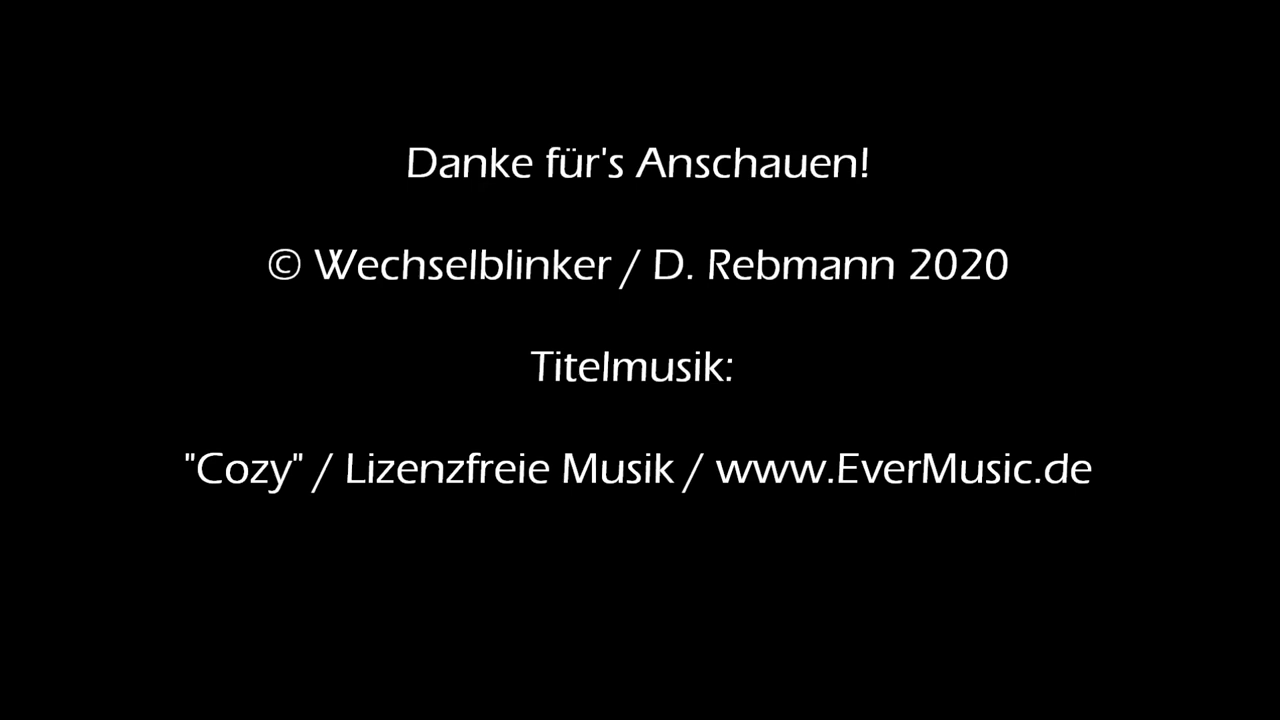 Danke für's Anschauen!
© Wechselblinker / D. Rebmann 2020
Titelmusik:
"Cozy" / Lizenzfreie Musik / www.EverMusic.de